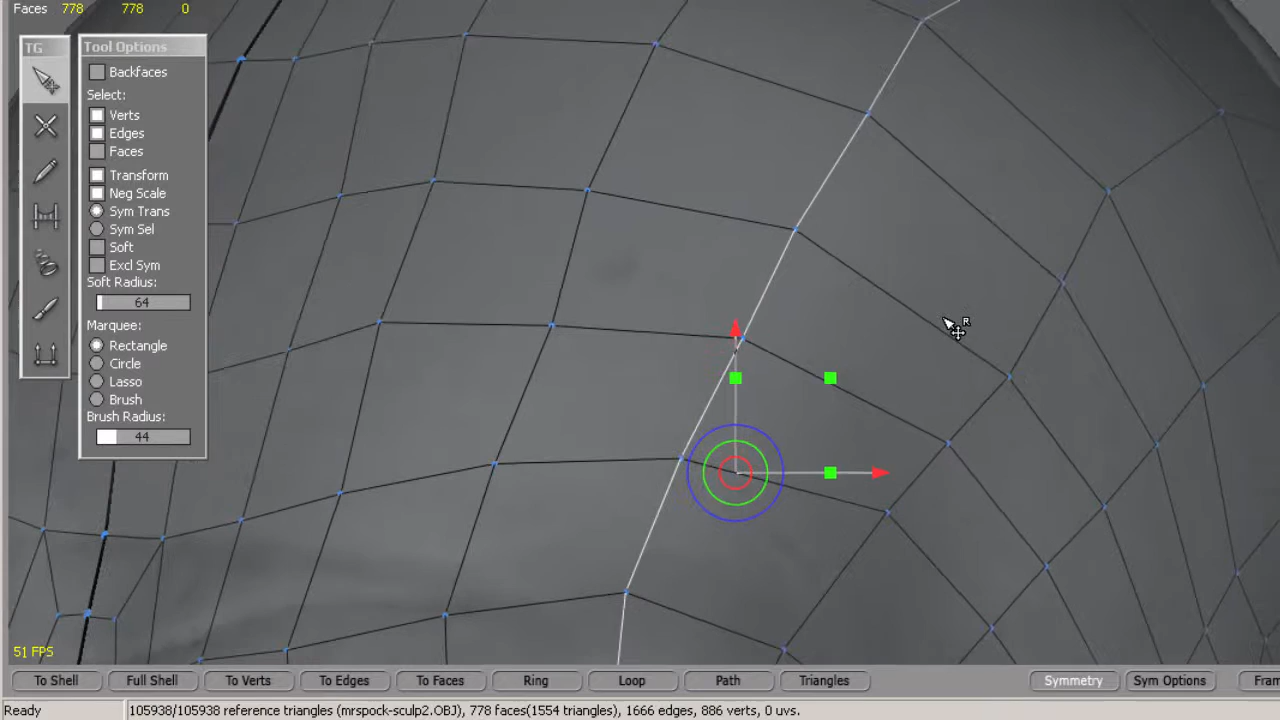 Faces 778 778 0
TG
Tool Options
Backfaces
Select:
Verts
Edges
Faces
Transform
Neg Scale
Sym Trans
Sym Sel
Soft
Excl Sym
Soft Radius:
64
Marquee:
Rectangle
Circle
Lasso
Brush
Brush Radius:
44
R
51 FPS
To Shell Full Shell To Verts To Edges To Faces Ring Loop Path Triangles Symmetry Sym Options Fram
Ready 105938/105938 reference triangles (mrspock-sculp2.OBJ), 778 faces(1554 triangles), 1666 edges, 886 verts, 0 uvs.